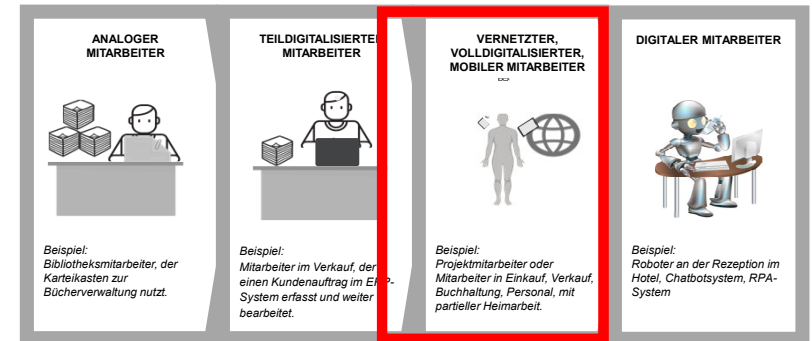 ANALOGER
MITARBEITER
Beispiel:
Bibliotheksmitarbeiter, der
Karteikasten zur
Bücherverwaltung nutzt.
TEILDIGITALISIERTER
MITARBEITER
Beispiel:
Mitarbeiter im Verkauf, der
einen Kundenauftrag im ERP-
System erfasst und weiter
bearbeitet.
VERNETZTER,
VOLLDIGITALISIERTER,
MOBILER MITARBEITER
Beispiel:
Projektmitarbeiter oder
Mitarbeiter in Einkauf, Verkauf,
Buchhaltung, Personal, mit
partieller Heimarbeit.
DIGITALER MITARBEITER
Beispiel:
Roboter an der Rezeption im
Hotel, Chatbotsystem, RPA-
System